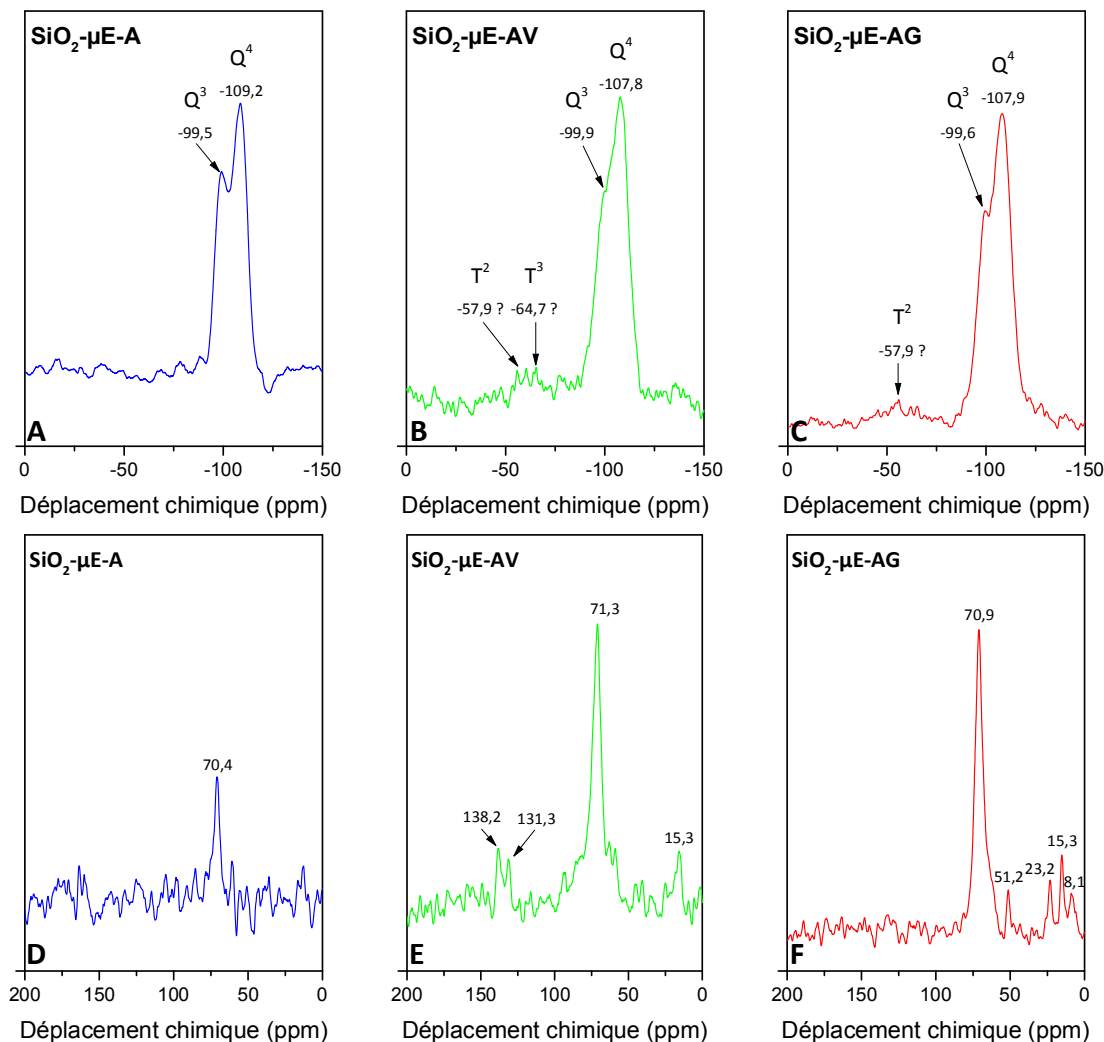 SiO₂-µE-A
Q⁴
-109,2
Q³
-99,5
A
0 -50 -100 -150
Déplacement chimique (ppm)
SiO₂-µE-AV
Q⁴
-107,8
Q³
-99,9
T² T³
-57,9 ? -64,7 ?
B
0 -50 -100 -150
Déplacement chimique (ppm)
SiO₂-µE-AG
Q⁴
-107,9
Q³
-99,6
T²
-57,9 ?
C
0 -50 -100 -150
Déplacement chimique (ppm)
SiO₂-µE-A
70,4
D
200 150 100 50 0
Déplacement chimique (ppm)
SiO₂-µE-AV
71,3
138,2 131,3
15,3
E
200 150 100 50 0
Déplacement chimique (ppm)
SiO₂-µE-AG
70,9
15,3
51,2 23,2 8,1
F
200 150 100 50 0
Déplacement chimique (ppm)